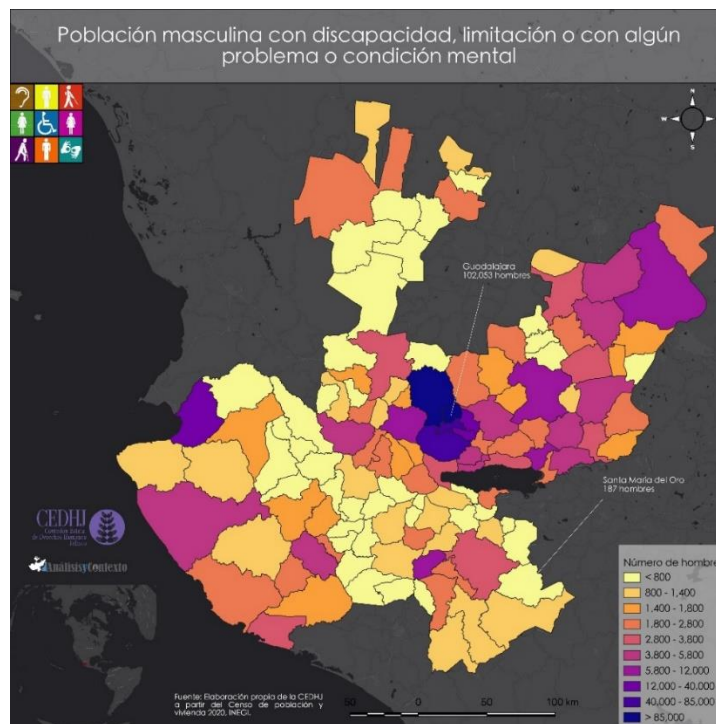 Población masculina con discapacidad, limitación o con algún
problema o condición mental
N
S
Guadalajara
102,053 hombres
Santa María del Oro
187 hombres
CEDHJ
Comisión Estatal
de Derechos Humanos
Jalisco
AnálisisyContexto
Número de hombre
< 800
800 - 1,400
1,400 - 1,800
1,800 - 2,800
2,800 - 3,800
3,800 - 5,800
5,800 - 12,000
12,000 - 40,000
40,000 - 85,000
> 85,000
Fuente: Elaboración propia de la CEDHJ
a partir del Censo de población y
vivienda 2020, INEGI.
50 0 50 100 km